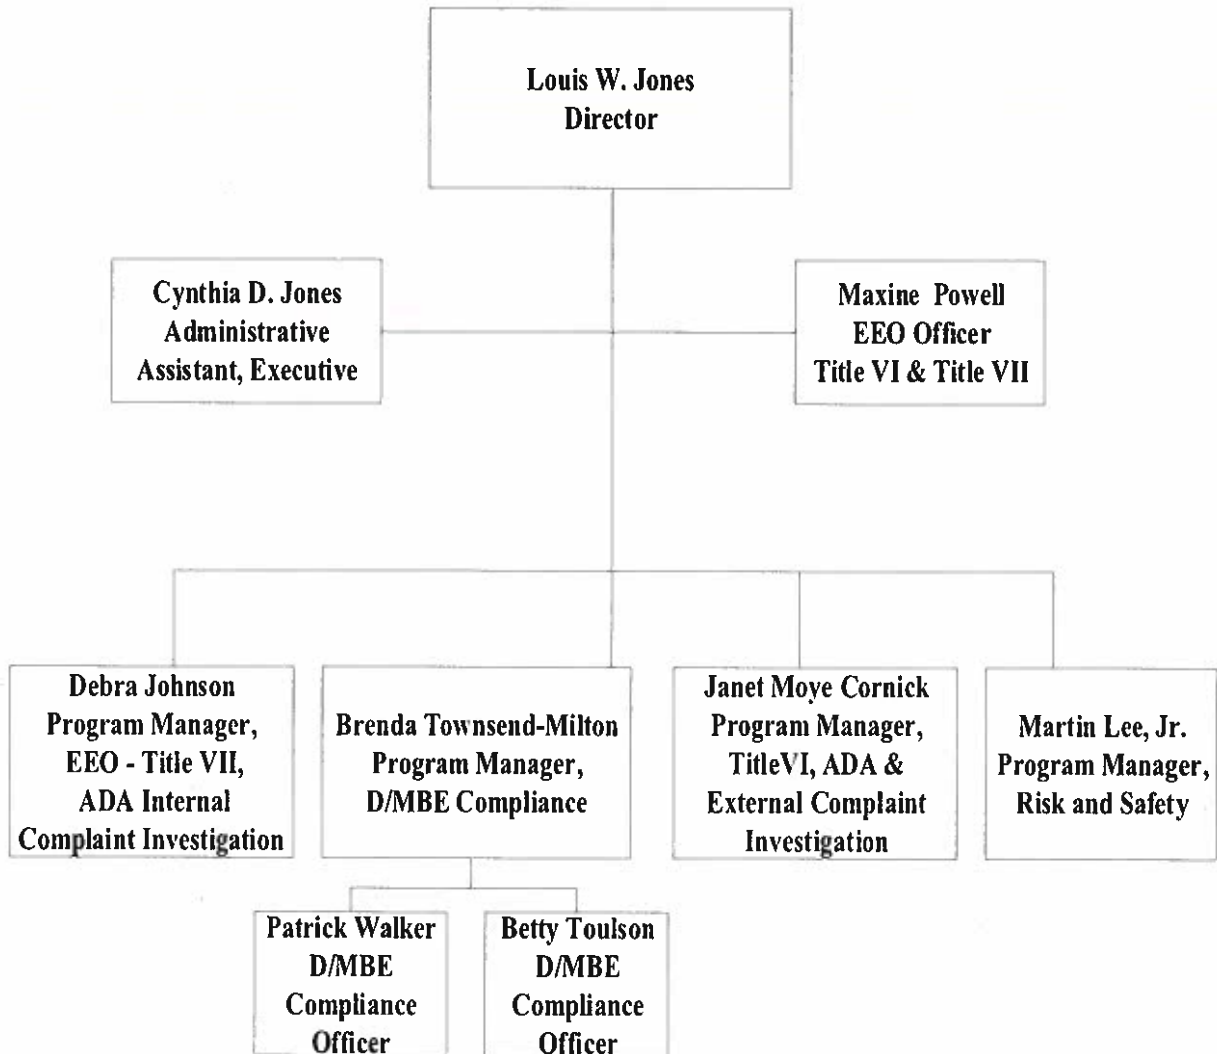 Louis W. Jones
Director
Cynthia D. Jones
Administrative
Assistant, Executive
Maxine Powell
EEO Officer
Title VI & Title VII
Debra Johnson
Program Manager,
EEO - Title VII,
ADA Internal
Complaint Investigation
Brenda Townsend-Milton
Program Manager,
D/MBE Compliance
Janet Moye Cornick
Program Manager,
TitleVI, ADA &
External Complaint
Investigation
Martin Lee, Jr.
Program Manager,
Risk and Safety
Patrick Walker
D/MBE
Compliance
Officer
Betty Toulson
D/MBE
Compliance
Officer